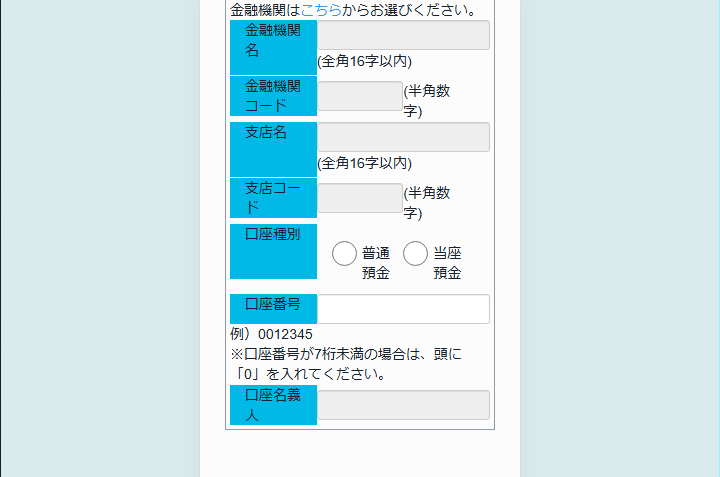 金融機関はこちらからお選びください。
金融機関
名
(全角16字以内)
金融機関
コード
(半角数
字)
支店名
(全角16字以内)
支店コー
ド
(半角数
字)
口座種別
普通
預金
当座
預金
口座番号
例）0012345
※口座番号が7桁未満の場合は、頭に
「0」を入れてください。
口座名義
人